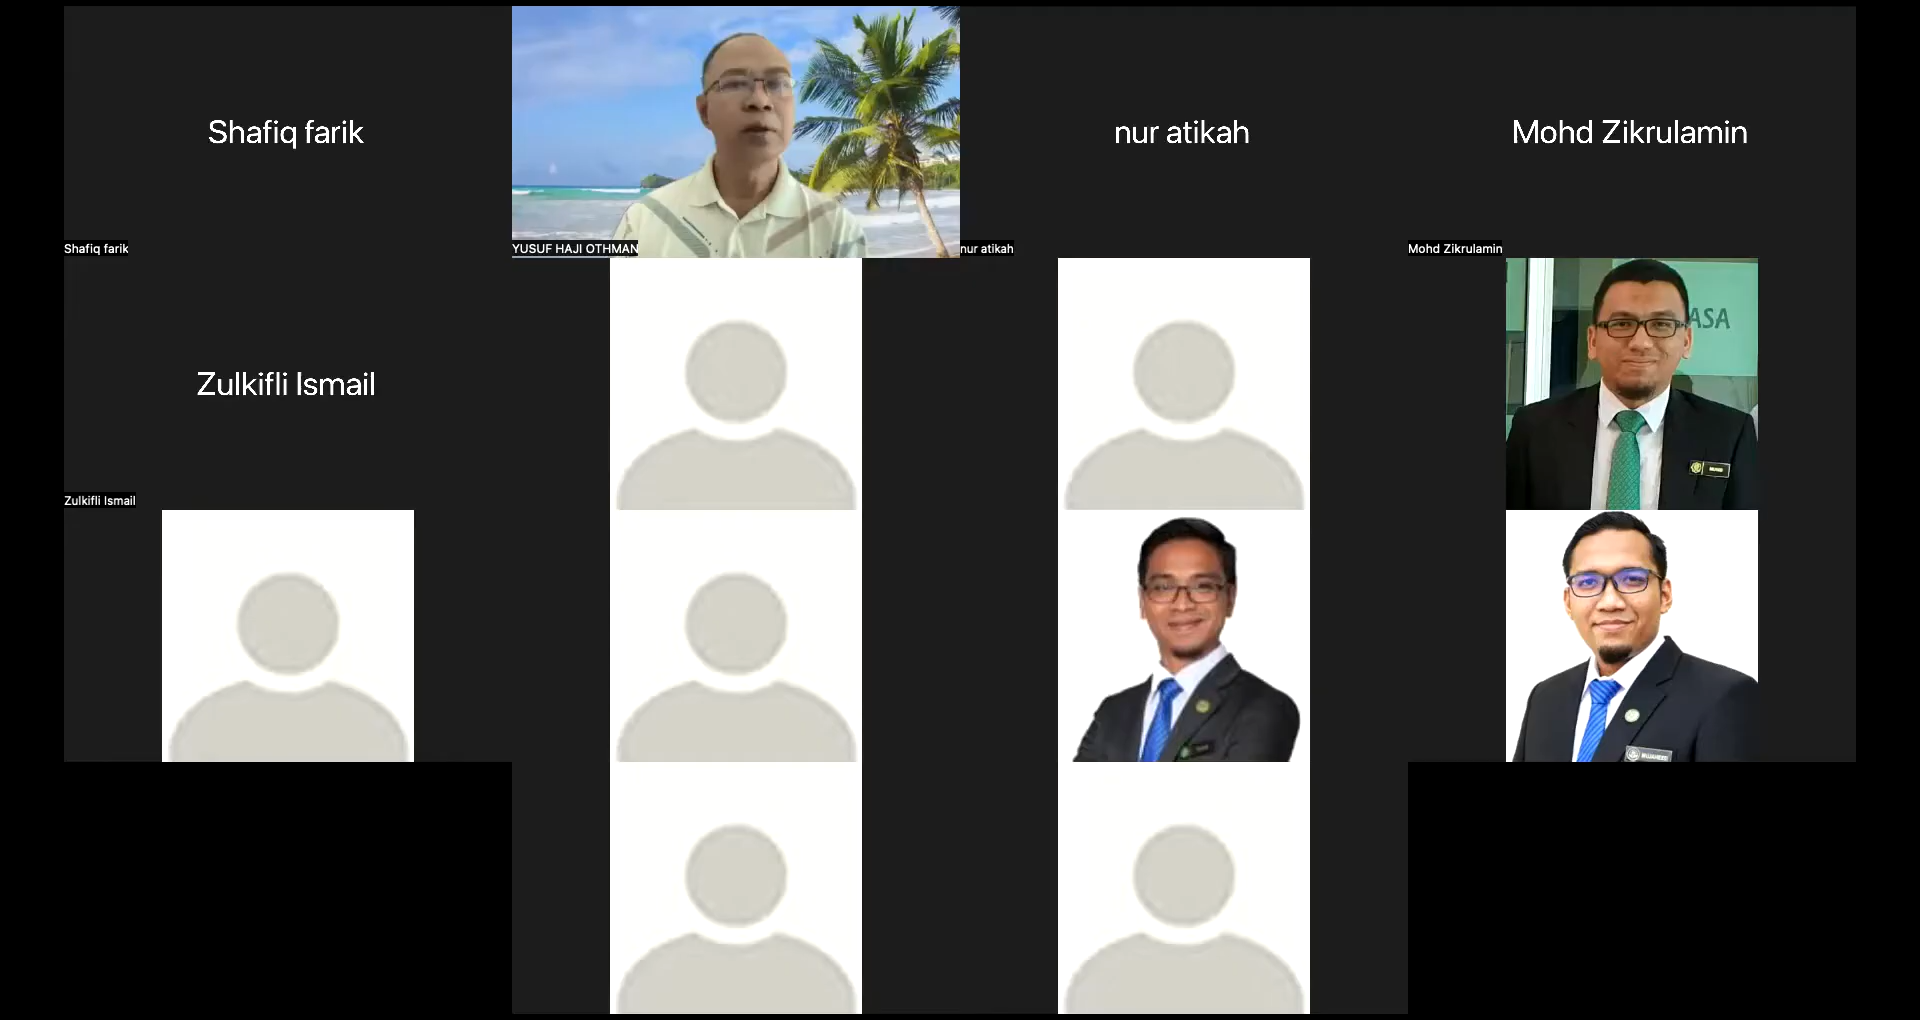 Shafiq farik
nur atikah
Mohd Zikrulamin
Shafiq farik
YUSUF HAJI OTHMAN
nur atikah
Mohd Zikrulamin
ASA
Zulkifli Ismail
Zulkifli Ismail